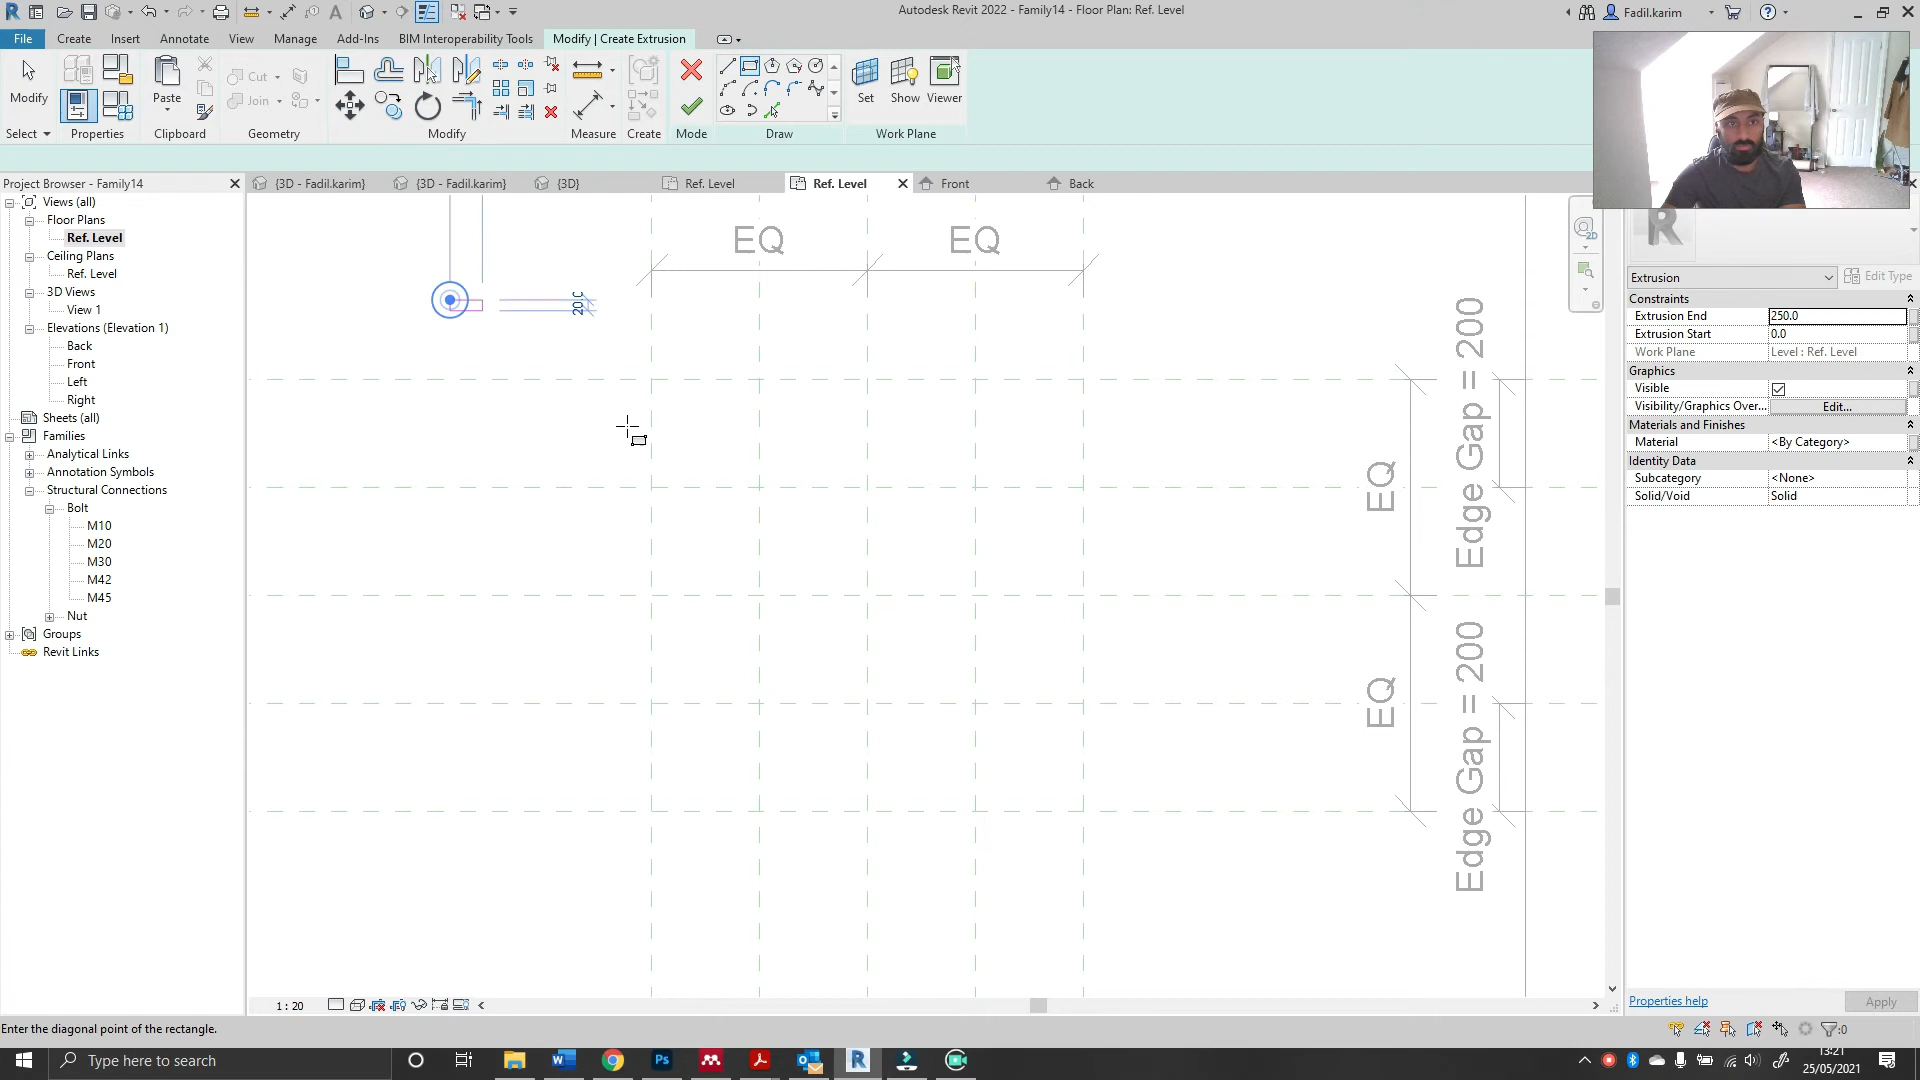 Autodesk Revit 2022 - Family14 - Floor Plan: Ref. Level
Fadil.karim
File
Create
Insert
Annotate
View
Manage
Add-Ins
BIM Interoperability Tools
Modify | Create Extrusion
Modify
Paste
Cut
Join
Set
Show
Viewer
Select
Properties
Clipboard
Geometry
Modify
Measure
Create
Mode
Draw
Work Plane
Project Browser - Family14
{3D - Fadil.karim}
{3D - Fadil.karim}
{3D}
Ref. Level
Ref. Level
Front
Back
Views (all)
Floor Plans
Ref. Level
Ceiling Plans
Ref. Level
3D Views
View 1
Elevations (Elevation 1)
Back
Front
Left
Right
Sheets (all)
Families
Analytical Links
Annotation Symbols
Structural Connections
Bolt
M10
M20
M30
M42
M45
Nut
Groups
Revit Links
EQ
EQ
EQ
EQ
Edge Gap = 200
Edge Gap = 200
2D
Extrusion
Edit Type
Constraints
Extrusion End
250.0
Extrusion Start
0.0
Work Plane
Level : Ref. Level
Graphics
Visible
Visibility/Graphics Over...
Edit...
Materials and Finishes
Material
<By Category>
Identity Data
Subcategory
<None>
Solid/Void
Solid
Properties help
Apply
1 : 20
Enter the diagonal point of the rectangle.
:0
Type here to search
13:21
25/05/2021